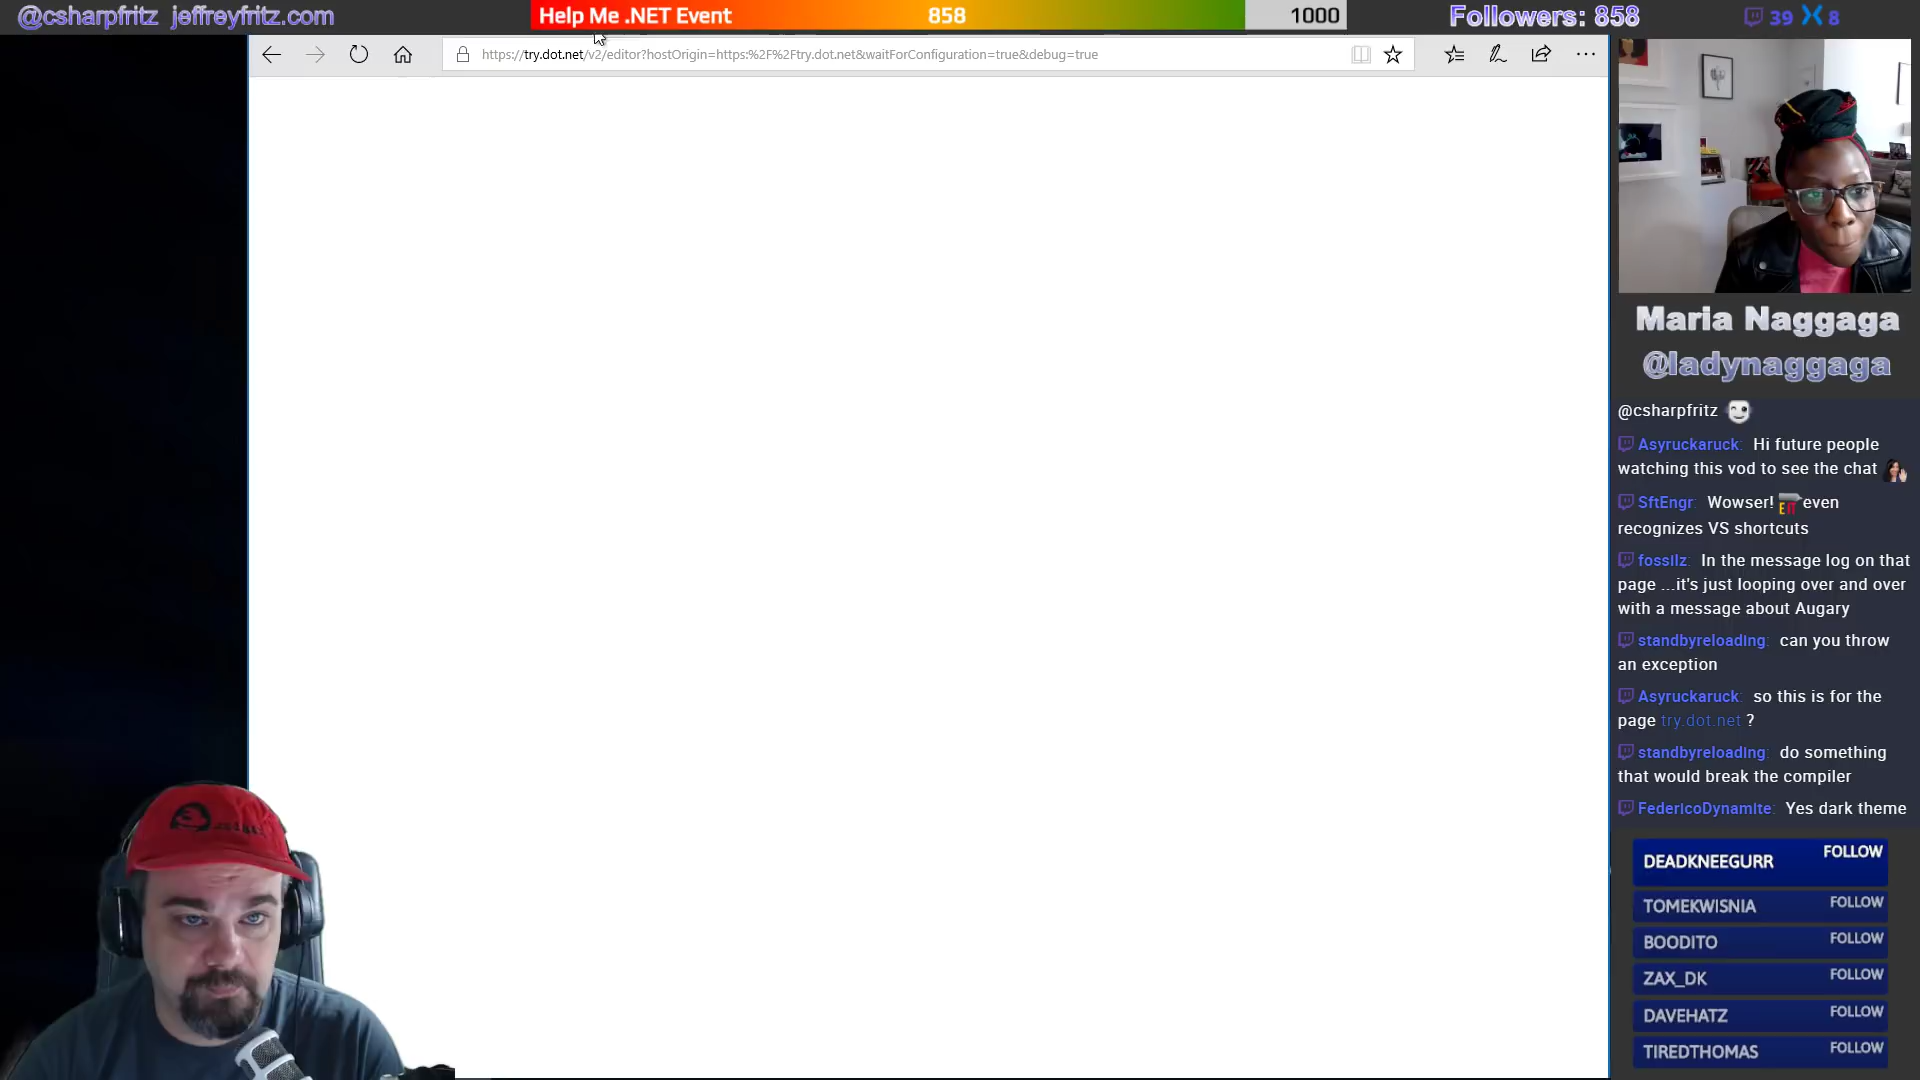 @csharpfritz jeffreyfritz.com
Help Me .NET Event 858 1000
Followers: 858
39 8
https://try.dot.net/v2/editor?hostOrigin=https:%2F%2Ftry.dot.net&waitForConfiguration=true&debug=true
Maria Naggaga
@ladynaggaga
@csharpfritz
Asyruckaruck: Hi future people
watching this vod to see the chat
SftEngr: Wowser! even
recognizes VS shortcuts
fossilz: In the message log on that
page ...it's just looping over and over
with a message about Augary
standbyreloading: can you throw
an exception
Asyruckaruck: so this is for the
page try.dot.net ?
standbyreloading: do something
that would break the compiler
FedericoDynamite: Yes dark theme
DEADKNEEGURR FOLLOW
TOMEKWISNIA FOLLOW
BOODITO FOLLOW
ZAX_DK FOLLOW
DAVEHATZ FOLLOW
TIREDTHOMAS FOLLOW